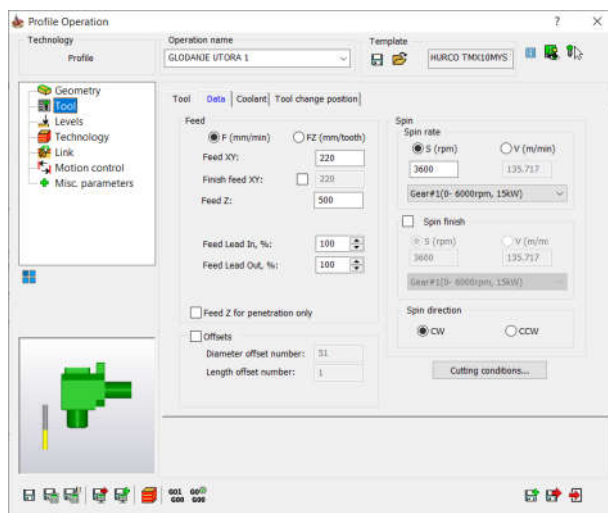 Profile Operation
? ×
Technology
Profile
Operation name
GLODANJE UTORA 1
Template
HURCO TMX10MYS
Geometry
Tool
Levels
Technology
Link
Motion control
Misc. parameters
Tool Data Coolant Tool change position
Feed
F (mm/min) FZ (mm/tooth)
Feed XY: 220
Finish feed XY: 220
Feed Z: 500
Feed Lead In, %: 100
Feed Lead Out, %: 100
Feed Z for penetration only
Offsets
Diameter offset number: 51
Length offset number: 1
Spin
Spin rate
S (rpm) V (m/min)
3600 135.717
Gear#1(0- 6000rpm, 15kW)
Spin finish
S (rpm) V (m/mi
3600 135.717
Gear#1(0- 6000rpm, 15kW)
Spin direction
CW CCW
Cutting conditions...
G01 G00
G00 G00